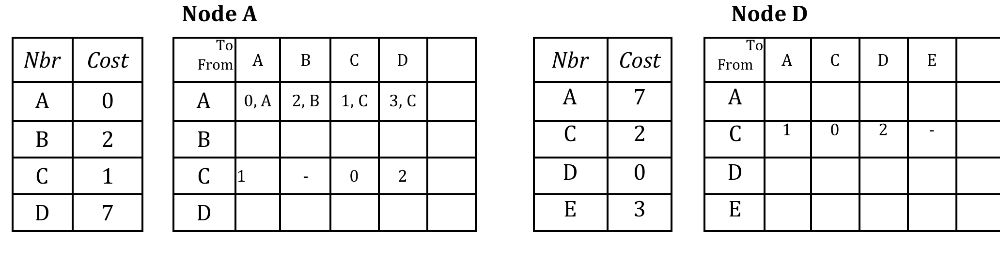 Node A
Nbr Cost
A 0
B 2
C 1
D 7
To
From A B C D
A 0, A 2, B 1, C 3, C
B
C 1 - 0 2
D
Node D
Nbr Cost
A 7
C 2
D 0
E 3
To
From A C D E
A
C 1 0 2 -
D
E